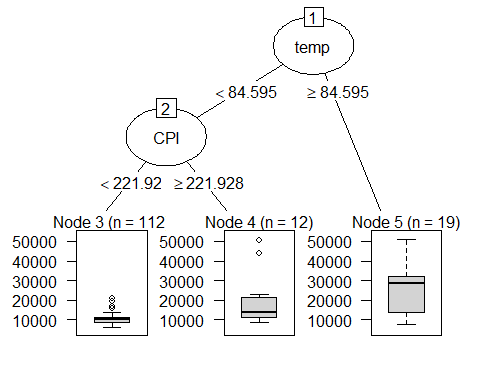 1
temp
< 84.595 ≥ 84.595
2
CPI
< 221.92 ≥ 221.928
Node 3 (n = 112 Node 4 (n = 12) Node 5 (n = 19)
50000 50000 50000
40000 40000 40000
30000 30000 30000
20000 20000 20000
10000 10000 10000